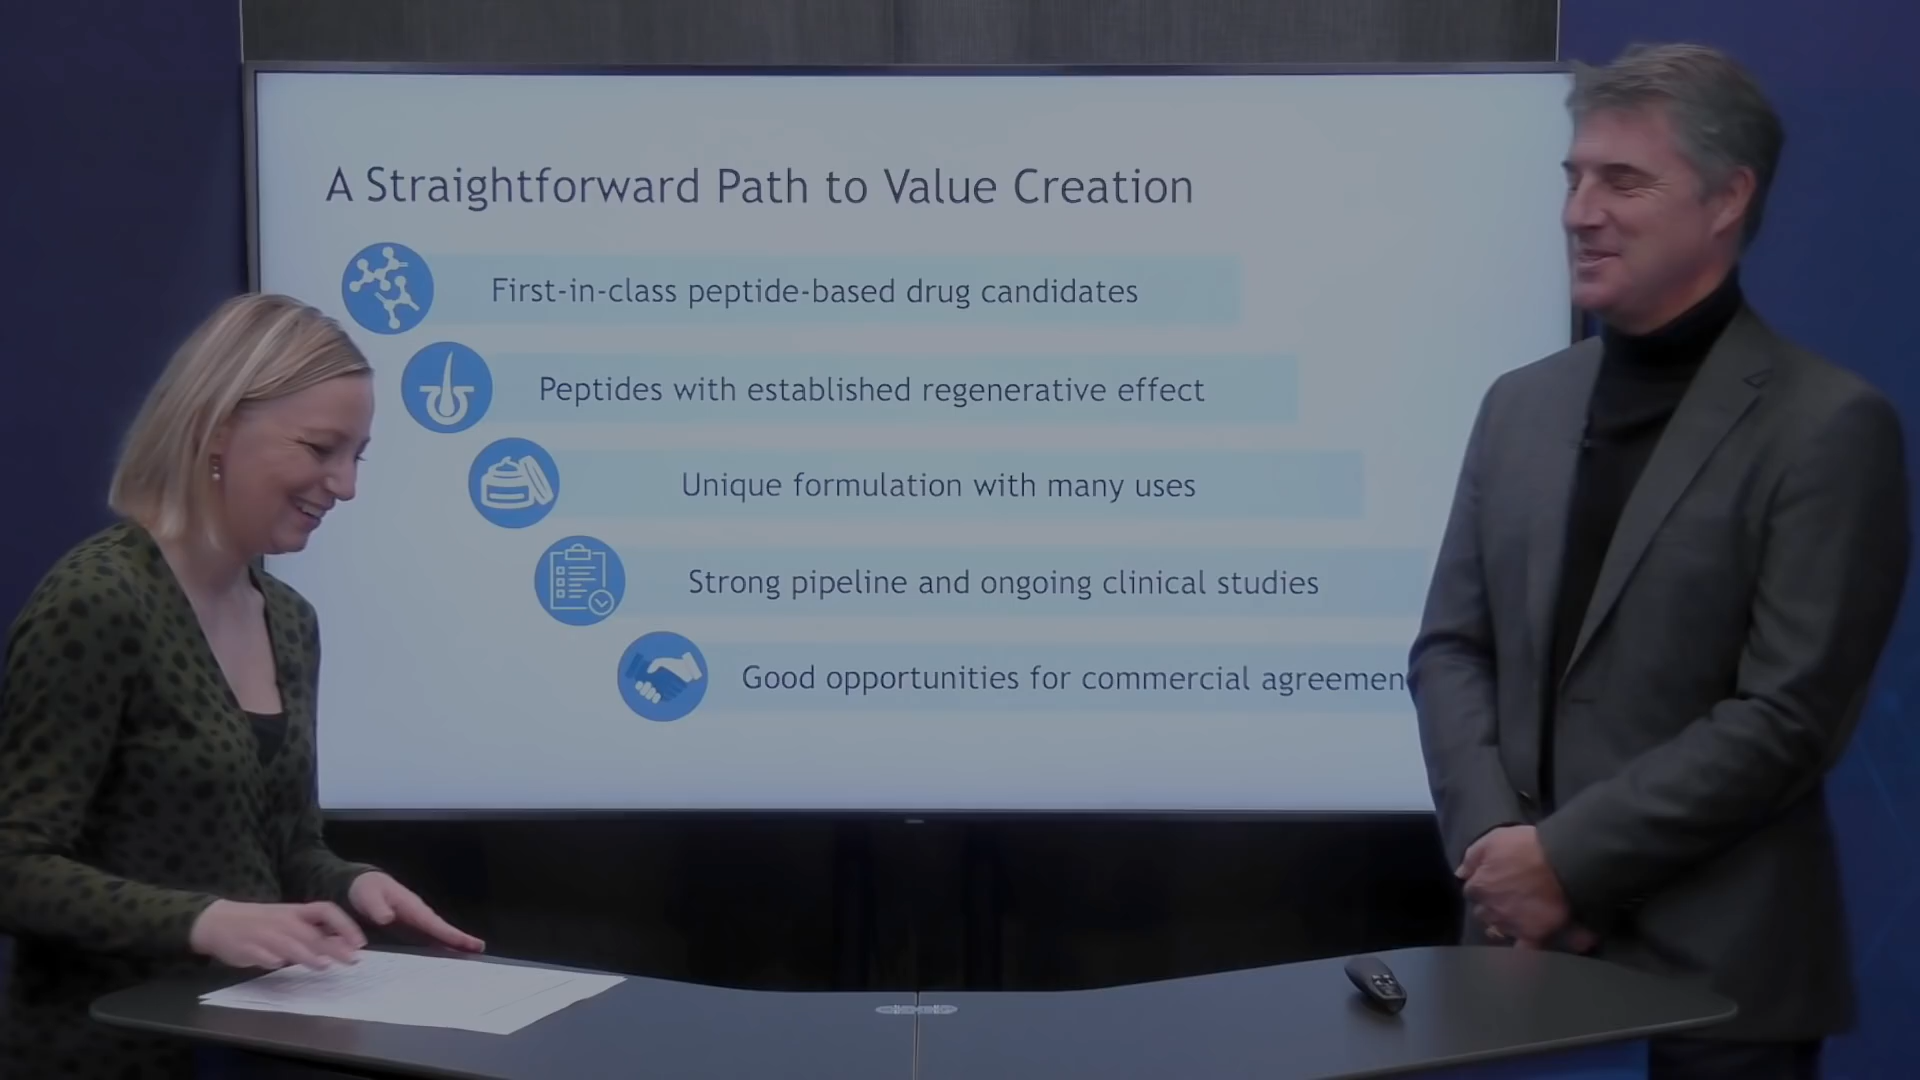 A Straightforward Path to Value Creation
First-in-class peptide-based drug candidates
Peptides with established regenerative effect
Unique formulation with many uses
Strong pipeline and ongoing clinical studies
Good opportunities for commercial agreemen